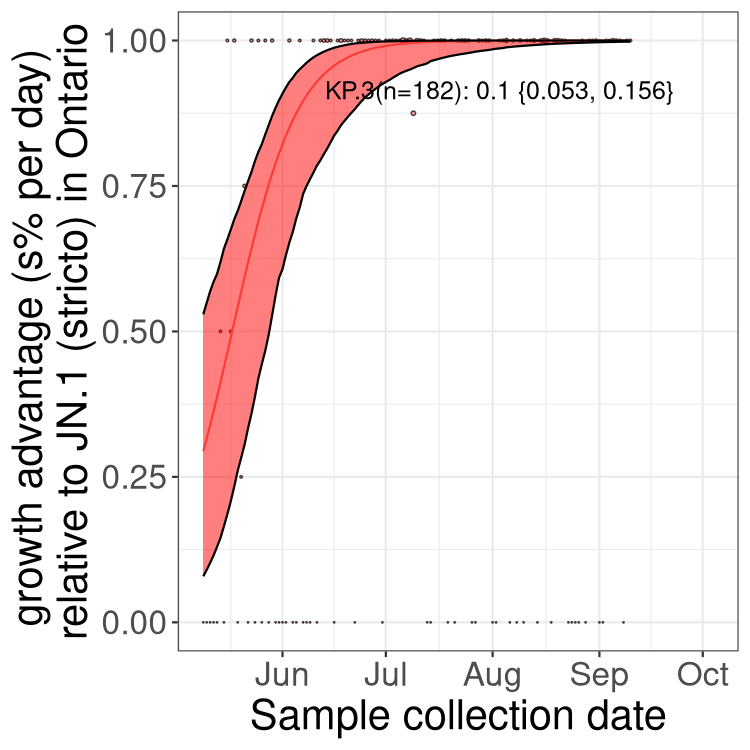 growth advantage (s% per day)
relative to JN.1 (stricto) in Ontario
1.00
0.75
0.50
0.25
0.00
KP.3(n=182): 0.1 {0.053, 0.156}
Jun Jul Aug Sep Oct
Sample collection date